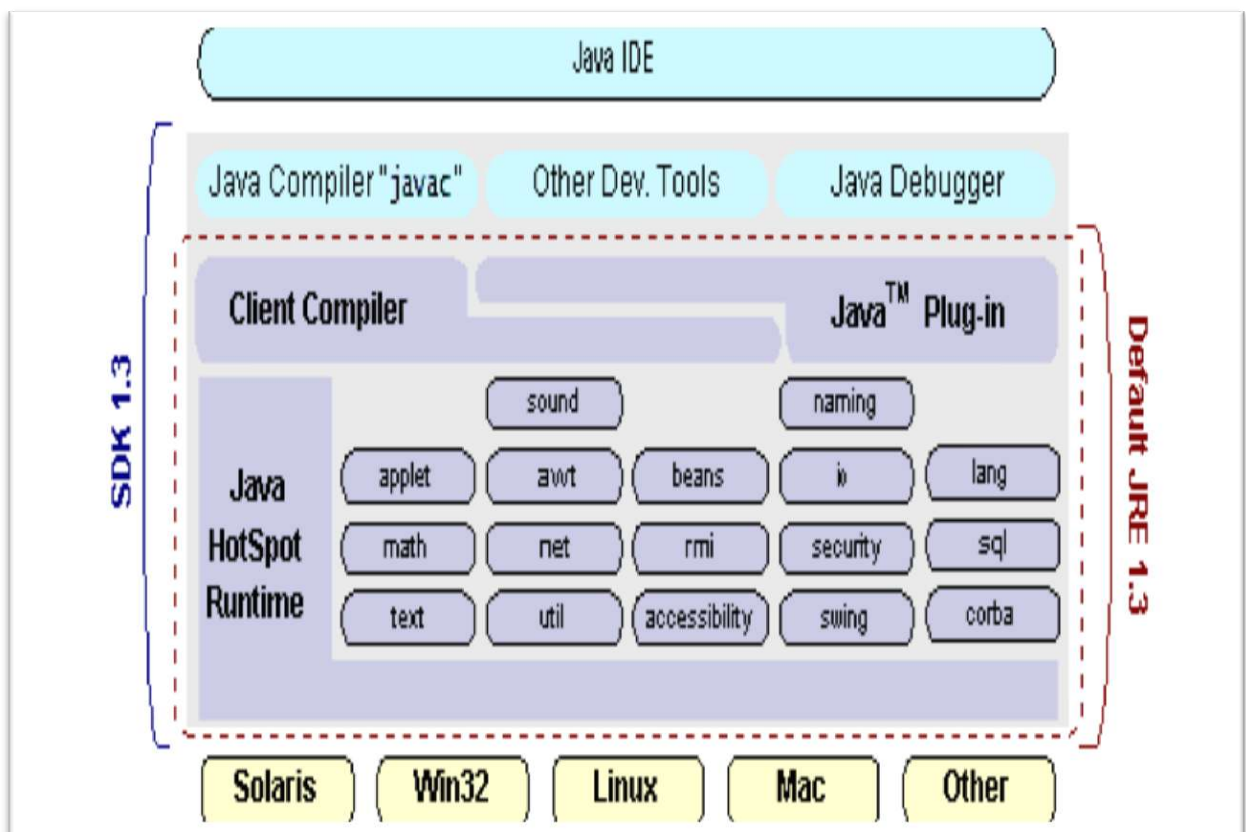 Java IDE
Java Compiler "javac"
Other Dev. Tools
Java Debugger
SDK 1.3
Default JRE 1.3
Client Compiler
Java™ Plug-in
Java
HotSpot
Runtime
sound
naming
applet
awt
beans
io
lang
math
net
rmi
security
sql
text
util
accessibility
swing
corba
Solaris
Win32
Linux
Mac
Other